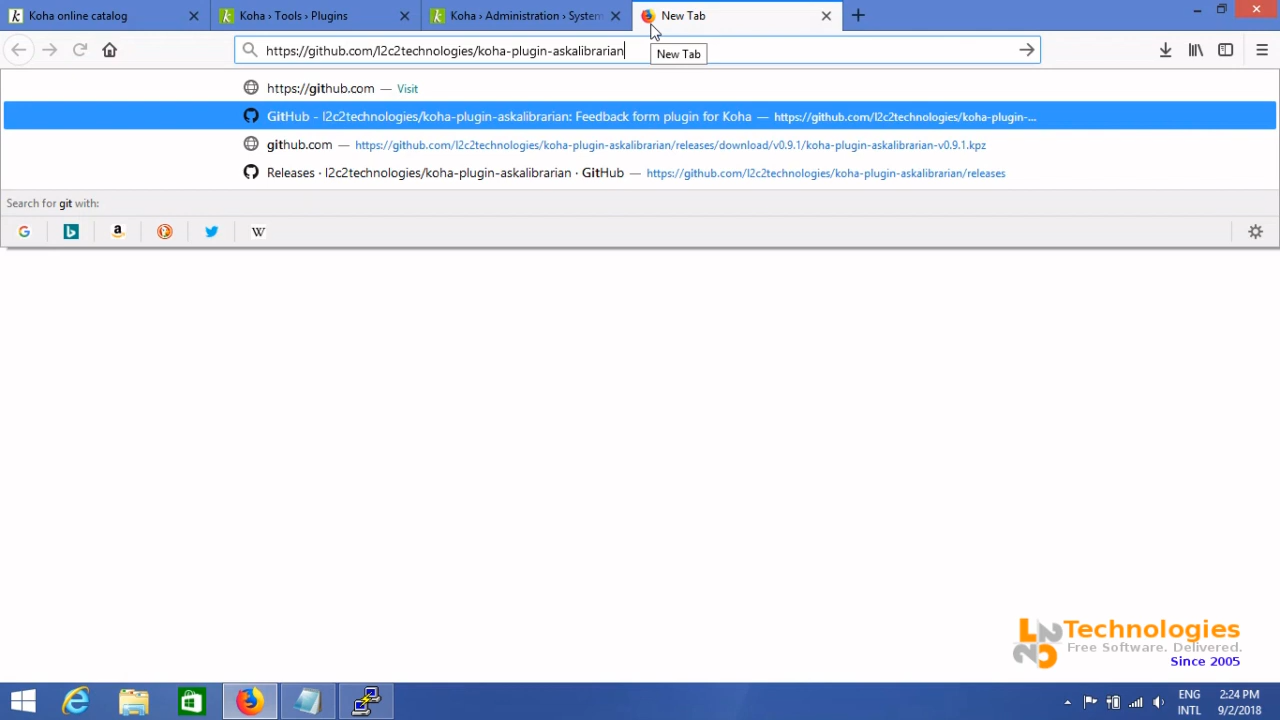 Koha online catalog
Koha › Tools › Plugins
Koha › Administration › System
New Tab
https://github.com/l2c2technologies/koha-plugin-askalibrarian
New Tab
https://github.com — Visit
GitHub - l2c2technologies/koha-plugin-askalibrarian: Feedback form plugin for Koha — https://github.com/l2c2technologies/koha-plugin-...
github.com — https://github.com/l2c2technologies/koha-plugin-askalibrarian/releases/download/v0.9.1/koha-plugin-askalibrarian-v0.9.1.kpz
Releases · l2c2technologies/koha-plugin-askalibrarian · GitHub — https://github.com/l2c2technologies/koha-plugin-askalibrarian/releases
Search for git with:
L2C2 Technologies
Free Software. Delivered.
Since 2005
ENG 2:24 PM
INTL 9/2/2018